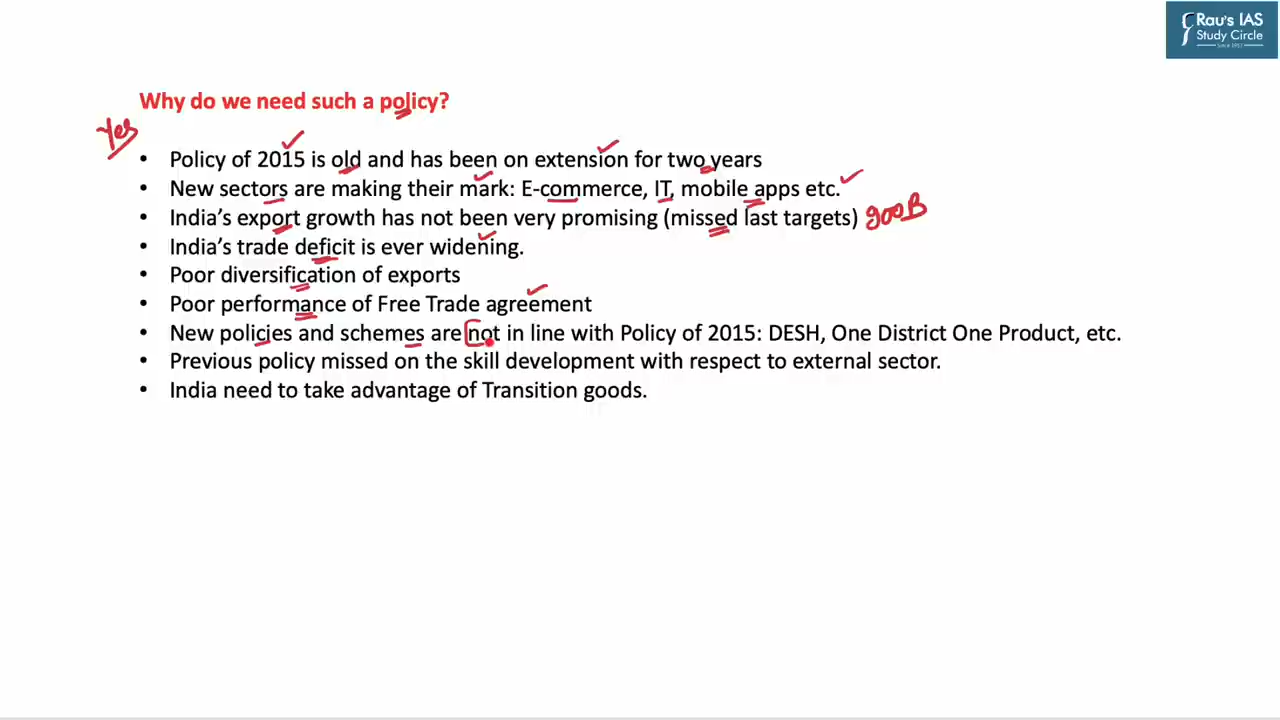 Rau's IAS
Study Circle
Since 1953
Why do we need such a policy?
Yes
• Policy of 2015 is old and has been on extension for two years
• New sectors are making their mark: E-commerce, IT, mobile apps etc.
• India's export growth has not been very promising (missed last targets) 900B
• India's trade deficit is ever widening.
• Poor diversification of exports
• Poor performance of Free Trade agreement
• New policies and schemes are not in line with Policy of 2015: DESH, One District One Product, etc.
• Previous policy missed on the skill development with respect to external sector.
• India need to take advantage of Transition goods.